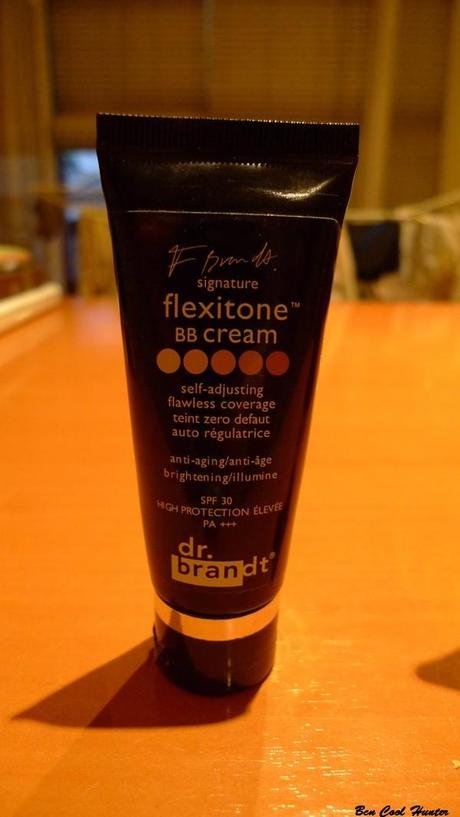 F Brandt.
signature
flexitone™
BB cream
self-adjusting
flawless coverage
teint zero defaut
auto régulatrice
anti-aging/anti-âge
brightening/illumine
SPF 30
HIGH PROTECTION ÉLEVÉE
PA +++
dr.
brandt®
Ben Cool Hunter